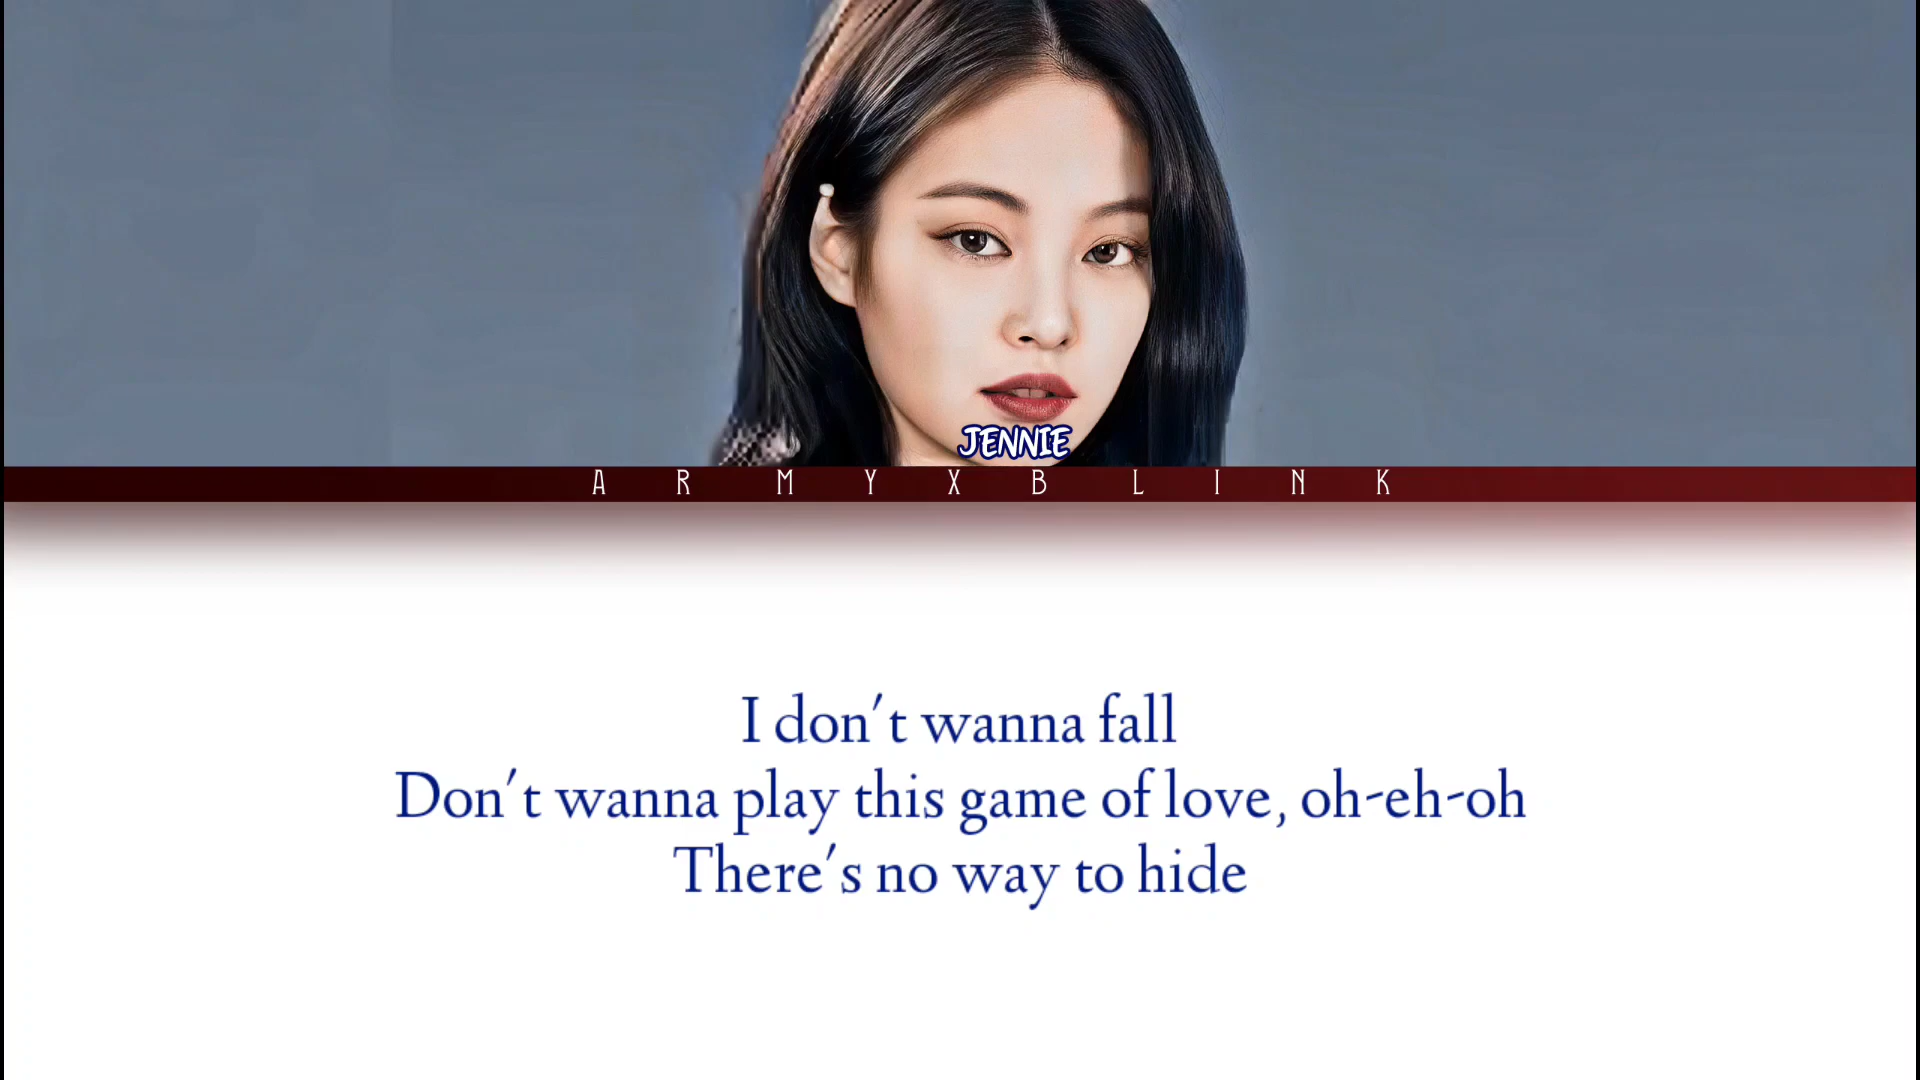 JENNIE
ARMYXBLINK
I don't wanna fall
Don't wanna play this game of love, oh-eh-oh
There's no way to hide